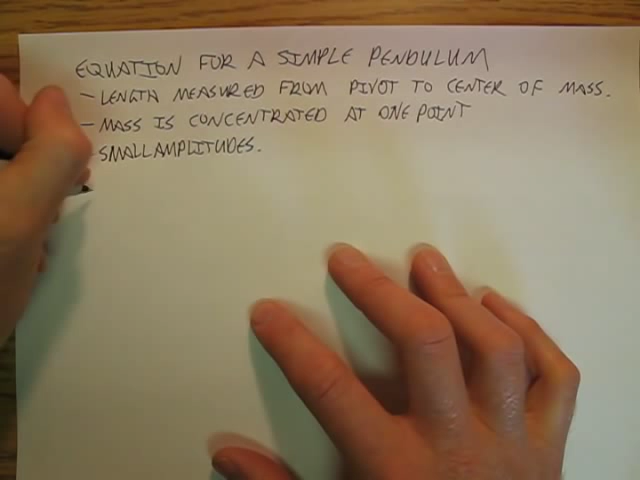 EQUATION FOR A SIMPLE PENDULUM
- LENGTH MEASURED FROM PIVOT TO CENTER OF MASS.
- MASS IS CONCENTRATED AT ONE POINT
- SMALL AMPLITUDES.